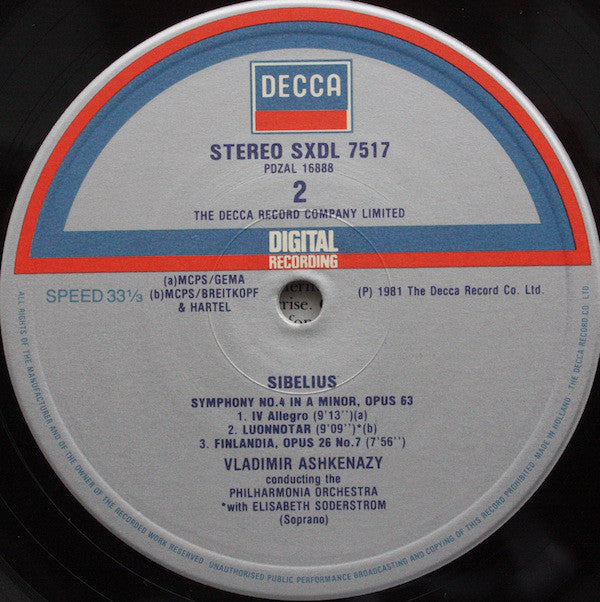 DECCA
STEREO SXDL 7517
PDZAL 16888
2
THE DECCA RECORD COMPANY LIMITED
DIGITAL
RECORDING
SPEED 33⅓
(a)MCPS/GEMA
(b)MCPS/BREITKOPF
& HARTEL
(P) 1981 The Decca Record Co. Ltd.
rise.
SIBELIUS
SYMPHONY NO.4 IN A MINOR, OPUS 63
1. IV Allegro (9'13'')(a)
2. LUONNOTAR (9'09'')*(b)
3. FINLANDIA, OPUS 26 No.7 (7'56'')
VLADIMIR ASHKENAZY
conducting the
PHILHARMONIA ORCHESTRA
*with ELISABETH SODERSTROM
(Soprano)
ALL RIGHTS OF THE MANUFACTURER AND OF THE OWNER OF THE RECORDED WORK RESERVED
UNAUTHORISED PUBLIC PERFORMANCE BROADCASTING AND COPYING OF THIS RECORD PROHIBITED
MADE IN HOLLAND
THE DECCA RECORD CO. LTD.